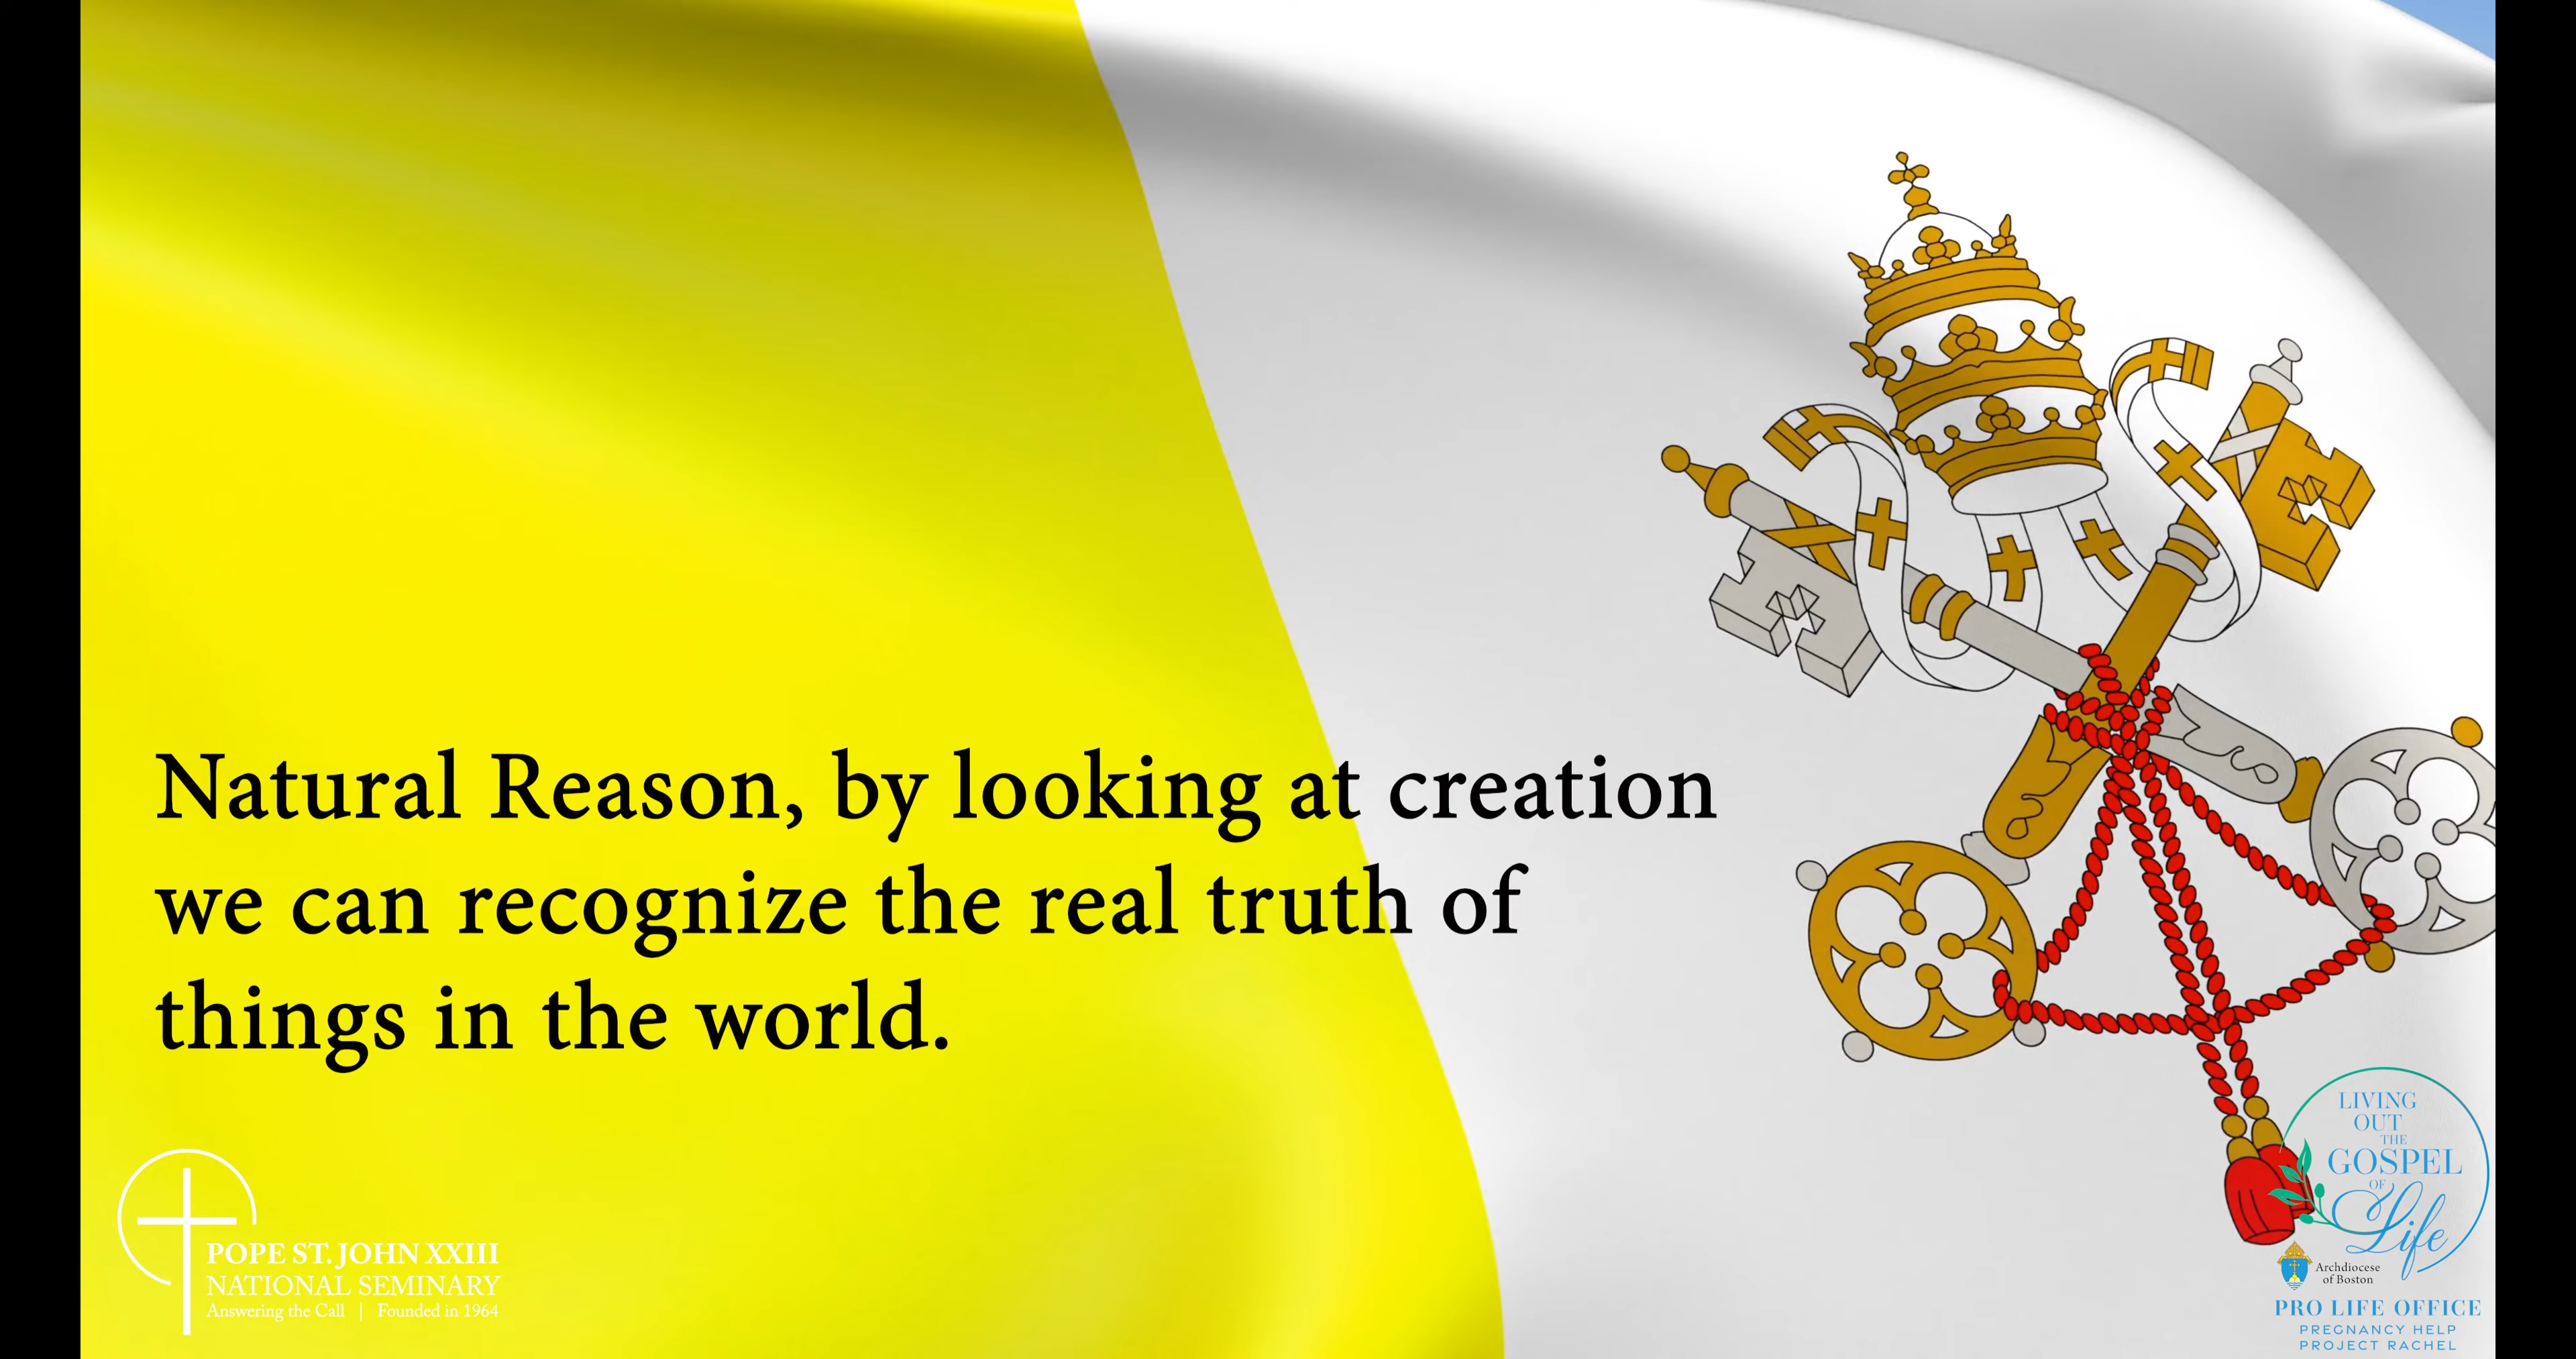 Natural Reason, by looking at creation
we can recognize the real truth of
things in the world.
POPE ST. JOHN XXIII
NATIONAL SEMINARY
Answering the Call | Founded in 1964
LIVING
OUT
THE
GOSPEL
OF
Life
Archdiocese
of Boston
PRO LIFE OFFICE
PREGNANCY HELP
PROJECT RACHEL